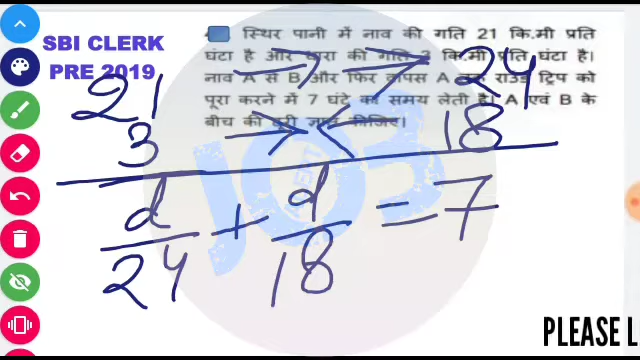 SBI CLERK
PRE 2019
स्थिर पानी में नाव की गति 21 कि.मी प्रति
घंटा है और धारा की गति 3 कि.मी प्रति घंटा है।
नाव A से B और फिर वापस A तक राउंड ट्रिप को
पूरा करने में 7 घंटे का समय लेती है। A एवं B के
बीच की दूरी ज्ञात कीजिए।
21 24
3 18
d/24 + d/18 = 7
JOB
PLEASE L